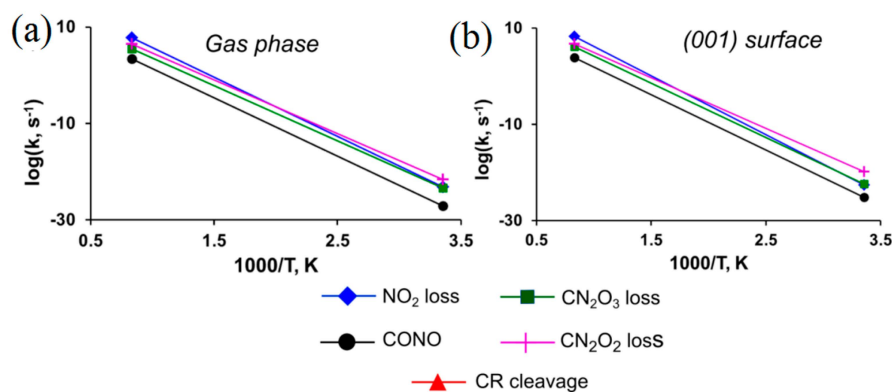 (a)
Gas phase
10
-10
-30
log(k, s⁻¹)
0.5 1.5 2.5 3.5
1000/T, K
(b)
(001) surface
10
-10
-30
log(k, s⁻¹)
0.5 1.5 2.5 3.5
1000/T, K
NO₂ loss
CN₂O₃ loss
CONO
CN₂O₂ loss
CR cleavage